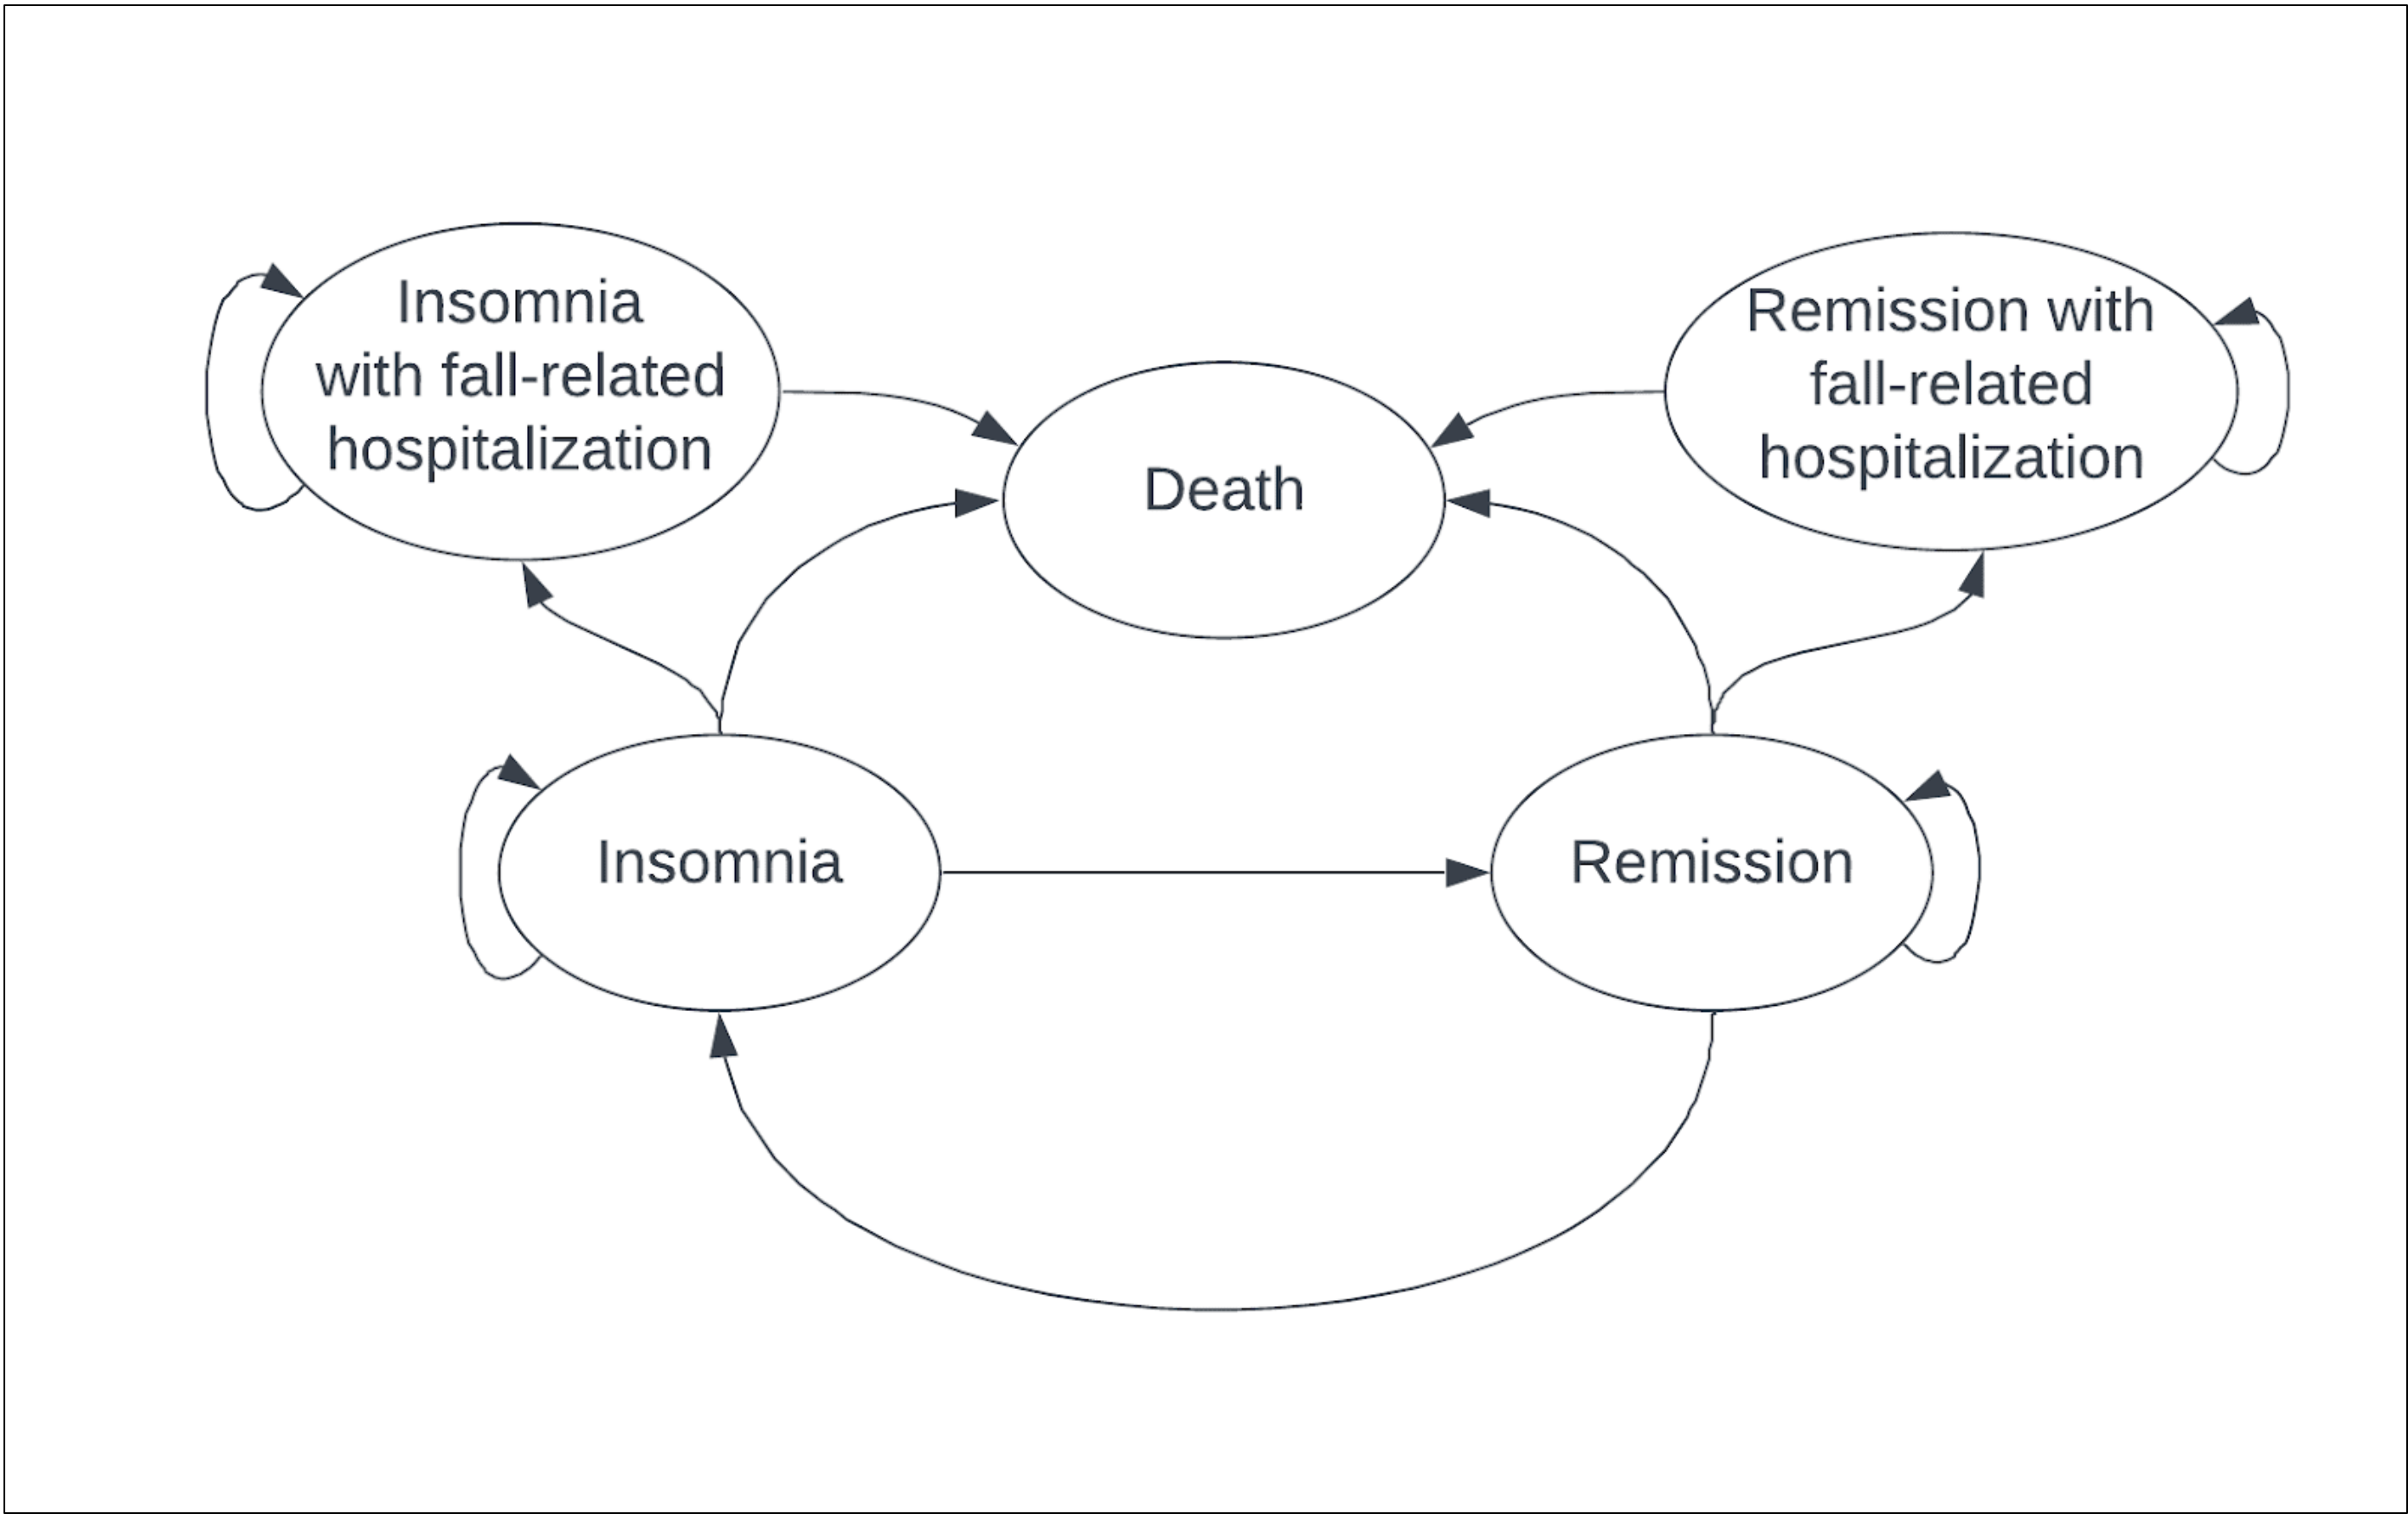 Insomnia
with fall-related
hospitalization
Remission with
fall-related
hospitalization
Death
Insomnia
Remission